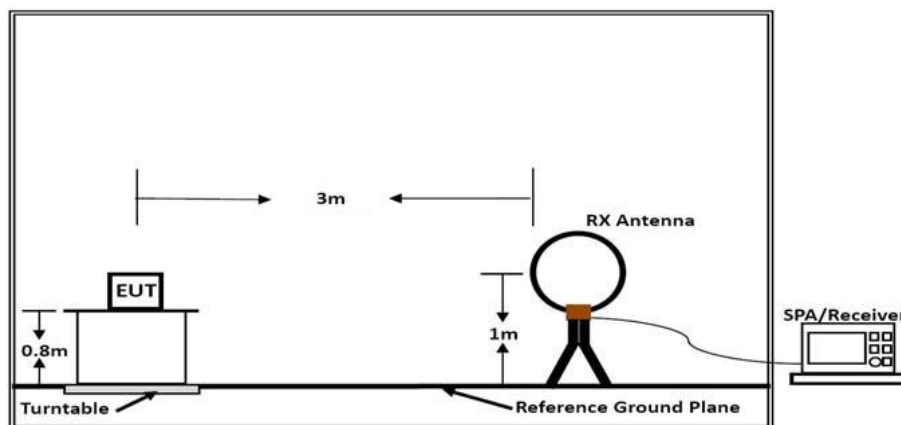 3m
RX Antenna
EUT
SPA/Receiver
0.8m
1m
Turntable
Reference Ground Plane